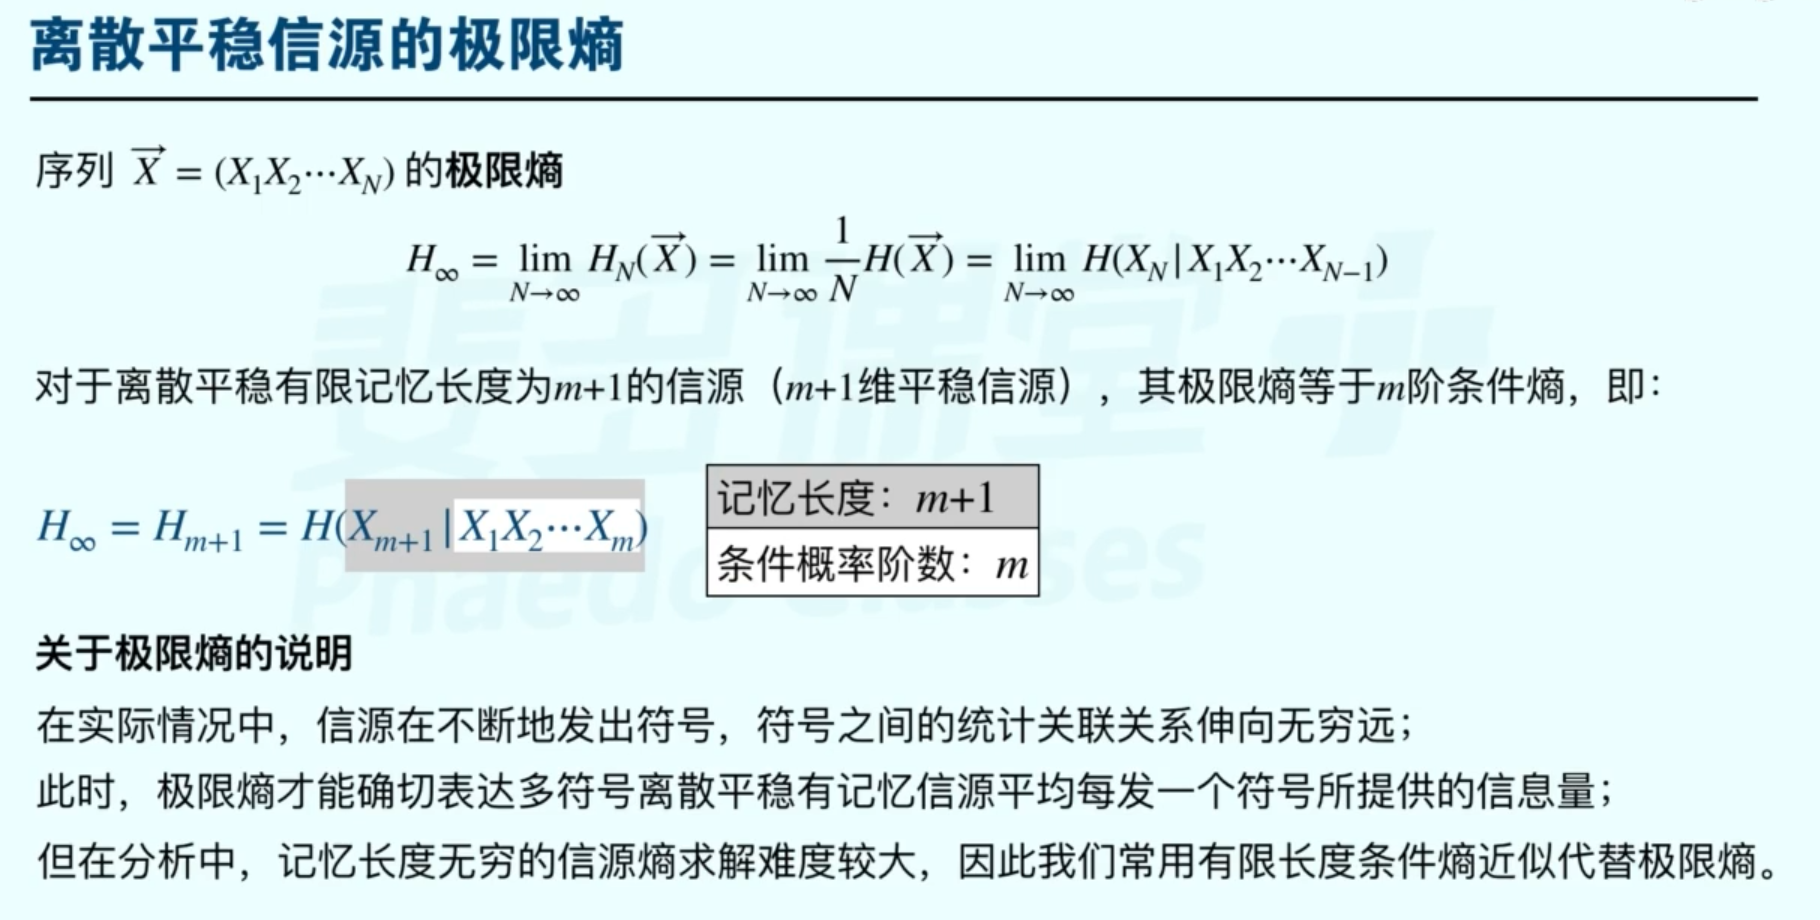 离散平稳信源的极限熵
序列 $\overrightarrow{X} = (X_1X_2\cdots X_N)$ 的极限熵
$H_\infty = \lim_{N\to\infty} H_N(\overrightarrow{X}) = \lim_{N\to\infty} \frac{1}{N}H(\overrightarrow{X}) = \lim_{N\to\infty} H(X_N|X_1X_2\cdots X_{N-1})$
对于离散平稳有限记忆长度为m+1的信源（m+1维平稳信源），其极限熵等于m阶条件熵，即：
$H_\infty = H_{m+1} = H(X_{m+1}|X_1X_2\cdots X_m)$
记忆长度：m+1
条件概率阶数：m
关于极限熵的说明
在实际情况中，信源在不断地发出符号，符号之间的统计关联关系伸向无穷远；
此时，极限熵才能确切表达多符号离散平稳有记忆信源平均每发一个符号所提供的信息量；
但在分析中，记忆长度无穷的信源熵求解难度较大，因此我们常用有限长度条件熵近似代替极限熵。
斐多课堂
Phaedo Classes